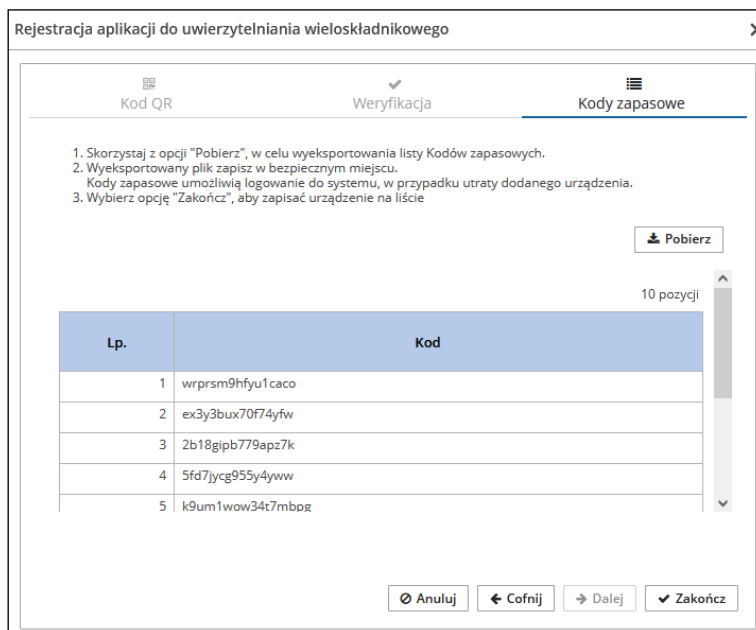 Rejestracja aplikacji do uwierzytelniania wieloskładnikowego
Kod QR
Weryfikacja
Kody zapasowe
1. Skorzystaj z opcji "Pobierz", w celu wyeksportowania listy Kodów zapasowych.
2. Wyeksportowany plik zapisz w bezpiecznym miejscu.
Kody zapasowe umożliwią logowanie do systemu, w przypadku utraty dodanego urządzenia.
3. Wybierz opcję "Zakończ", aby zapisać urządzenie na liście
Pobierz
10 pozycji
Lp. Kod
1 wrprsm9hfyu1caco
2 ex3y3bux70f74yfw
3 2b18gipb779apz7k
4 5fd7jycg955y4yww
5 k9um1wow34t7mbpg
Anuluj Cofnij Dalej Zakończ